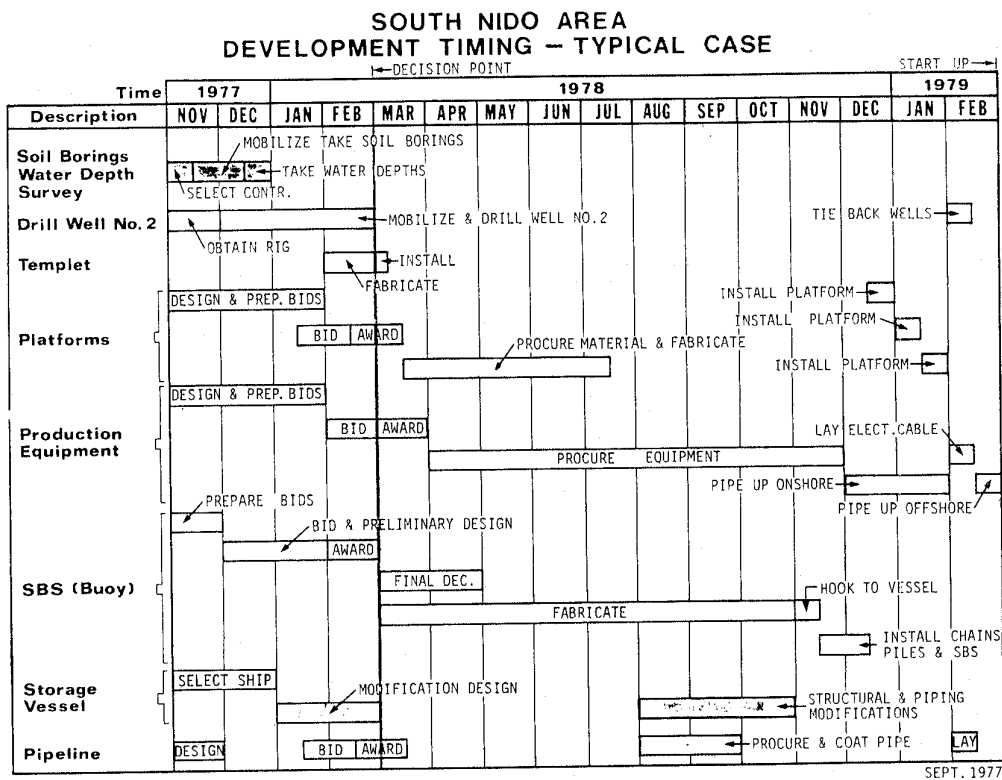 SOUTH NIDO AREA
DEVELOPMENT TIMING – TYPICAL CASE
DECISION POINT
START UP
Time 1977 1978 1979
Description NOV DEC JAN FEB MAR APR MAY JUN JUL AUG SEP OCT NOV DEC JAN FEB
Soil Borings
Water Depth
Survey
MOBILIZE TAKE SOIL BORINGS
TAKE WATER DEPTHS
SELECT CONTR.
Drill Well No. 2
MOBILIZE & DRILL WELL NO.2
TIE BACK WELLS
OBTAIN RIG
Templet
INSTALL
FABRICATE
Platforms
DESIGN & PREP. BIDS
INSTALL PLATFORM
BID AWARD
INSTALL PLATFORM
PROCURE MATERIAL & FABRICATE
INSTALL PLATFORM
Production
Equipment
DESIGN & PREP. BIDS
BID AWARD
LAY ELECT.CABLE
PROCURE EQUIPMENT
PIPE UP ONSHORE
PIPE UP OFFSHORE
SBS (Buoy)
PREPARE BIDS
BID & PRELIMINARY DESIGN
AWARD
FINAL DEC.
HOOK TO VESSEL
FABRICATE
INSTALL CHAINS
PILES & SBS
Storage
Vessel
SELECT SHIP
MODIFICATION DESIGN
STRUCTURAL & PIPING
MODIFICATIONS
Pipeline
DESIGN
BID AWARD
PROCURE & COAT PIPE
LAY
SEPT. 1977